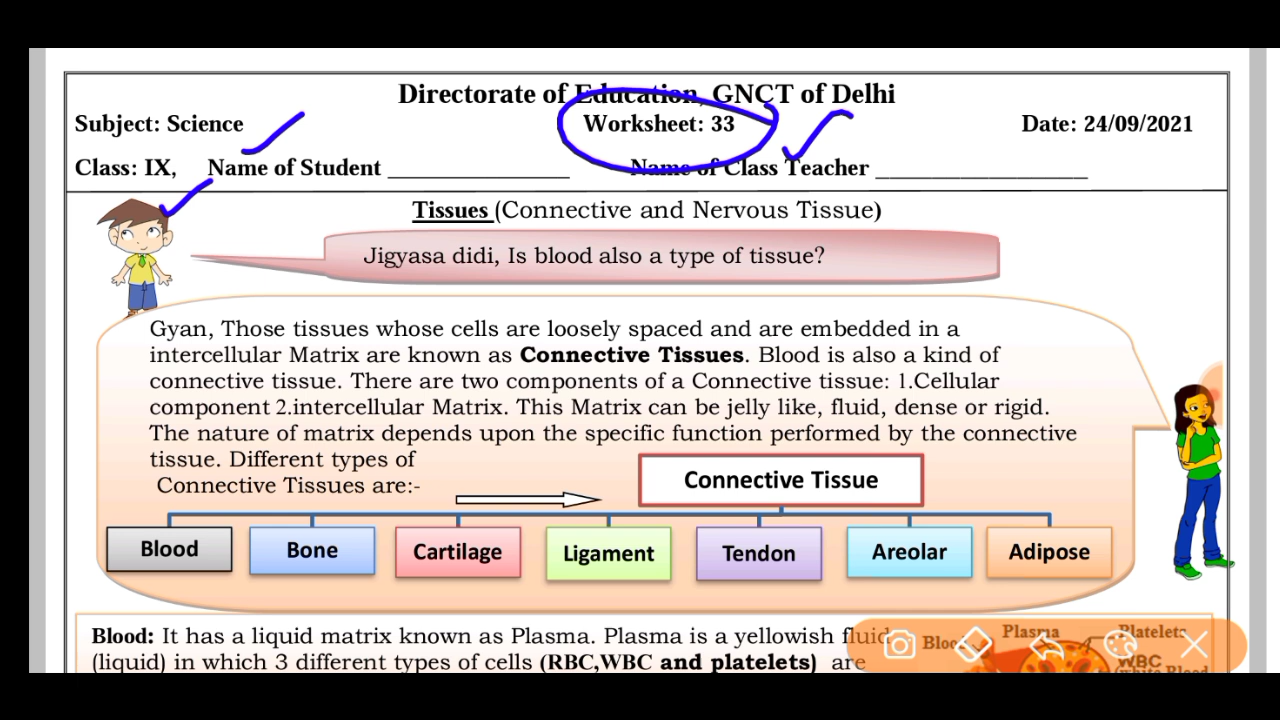 Directorate of Education, GNCT of Delhi
Subject: Science Worksheet: 33 Date: 24/09/2021
Class: IX, Name of Student ________________ Name of Class Teacher ___________________
Tissues (Connective and Nervous Tissue)
Jigyasa didi, Is blood also a type of tissue?
Gyan, Those tissues whose cells are loosely spaced and are embedded in a
intercellular Matrix are known as Connective Tissues. Blood is also a kind of
connective tissue. There are two components of a Connective tissue: 1.Cellular
component 2.intercellular Matrix. This Matrix can be jelly like, fluid, dense or rigid.
The nature of matrix depends upon the specific function performed by the connective
tissue. Different types of
Connective Tissues are:-
Connective Tissue
Blood Bone Cartilage Ligament Tendon Areolar Adipose
Blood: It has a liquid matrix known as Plasma. Plasma is a yellowish fluid
(liquid) in which 3 different types of cells (RBC,WBC and platelets) are
Plasma Platelets
WBC
(white Blood